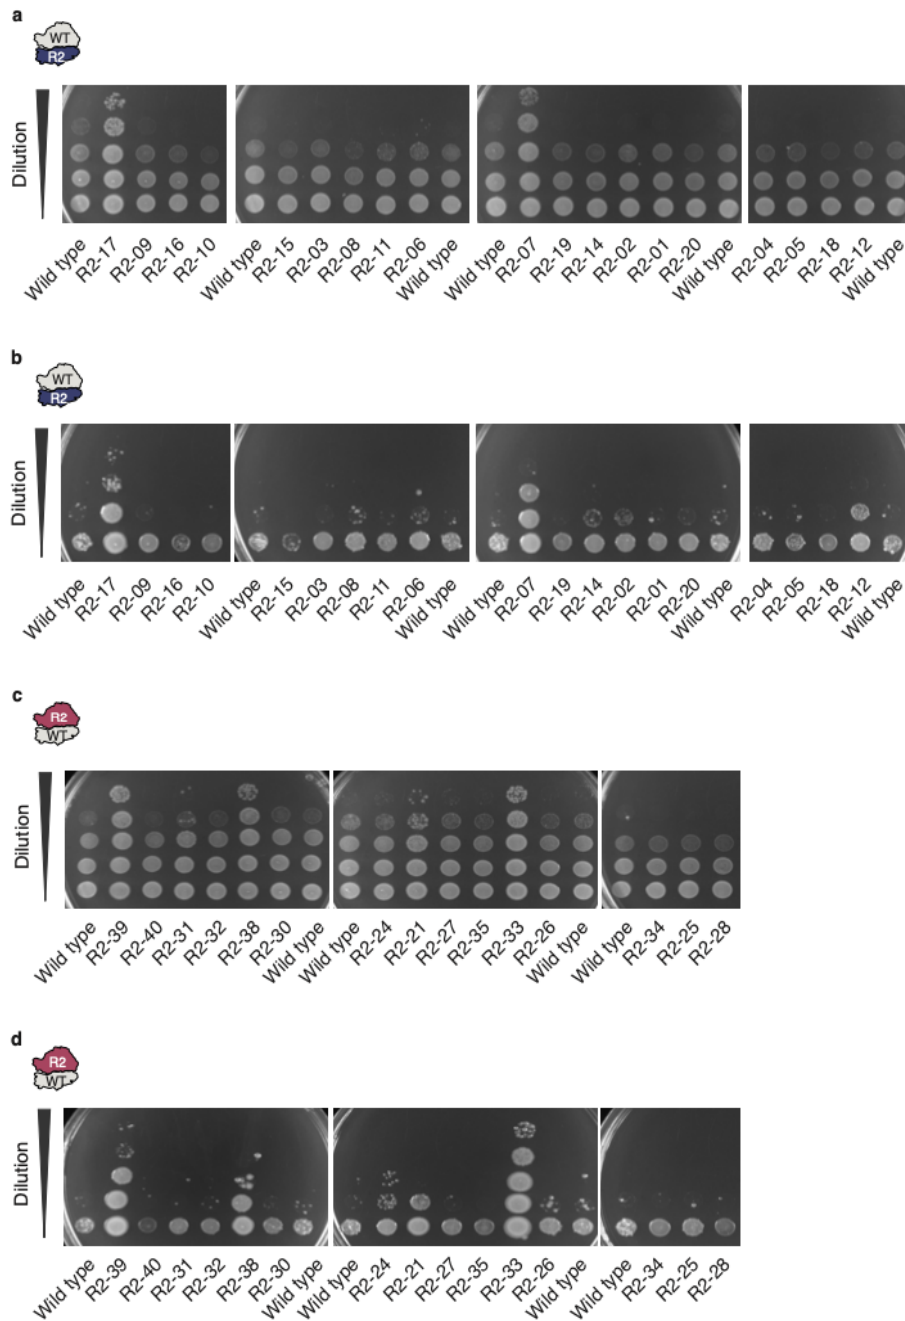 a
WT
R2
Dilution
Wild type R2-17 R2-09 R2-16 R2-10 Wild type R2-15 R2-03 R2-08 R2-11 R2-06 Wild type Wild type R2-07 R2-19 R2-14 R2-02 R2-01 R2-20 Wild type R2-04 R2-05 R2-18 R2-12 Wild type
b
WT
R2
Dilution
Wild type R2-17 R2-09 R2-16 R2-10 Wild type R2-15 R2-03 R2-08 R2-11 R2-06 Wild type Wild type R2-07 R2-19 R2-14 R2-02 R2-01 R2-20 Wild type R2-04 R2-05 R2-18 R2-12 Wild type
c
R2
WT
Dilution
Wild type R2-39 R2-40 R2-31 R2-32 R2-38 R2-30 Wild type Wild type R2-24 R2-21 R2-27 R2-35 R2-33 R2-26 Wild type Wild type R2-34 R2-25 R2-28
d
R2
WT
Dilution
Wild type R2-39 R2-40 R2-31 R2-32 R2-38 R2-30 Wild type Wild type R2-24 R2-21 R2-27 R2-35 R2-33 R2-26 Wild type Wild type R2-34 R2-25 R2-28